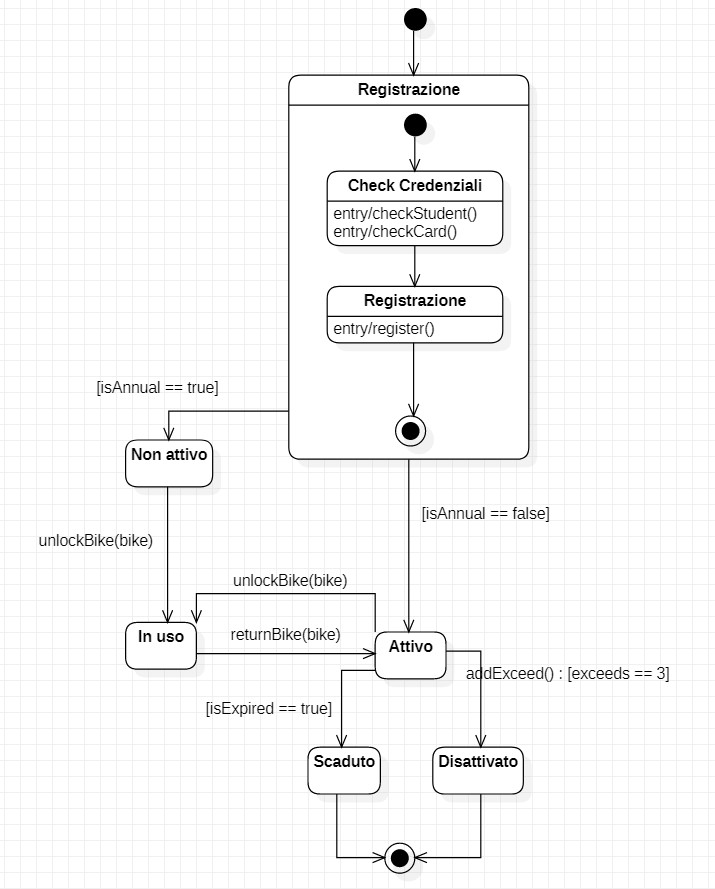 Registrazione
Check Credenziali
entry/checkStudent()
entry/checkCard()
Registrazione
entry/register()
[isAnnual == true]
Non attivo
[isAnnual == false]
unlockBike(bike)
unlockBike(bike)
In uso
returnBike(bike)
Attivo
addExceed() : [exceeds == 3]
[isExpired == true]
Scaduto
Disattivato